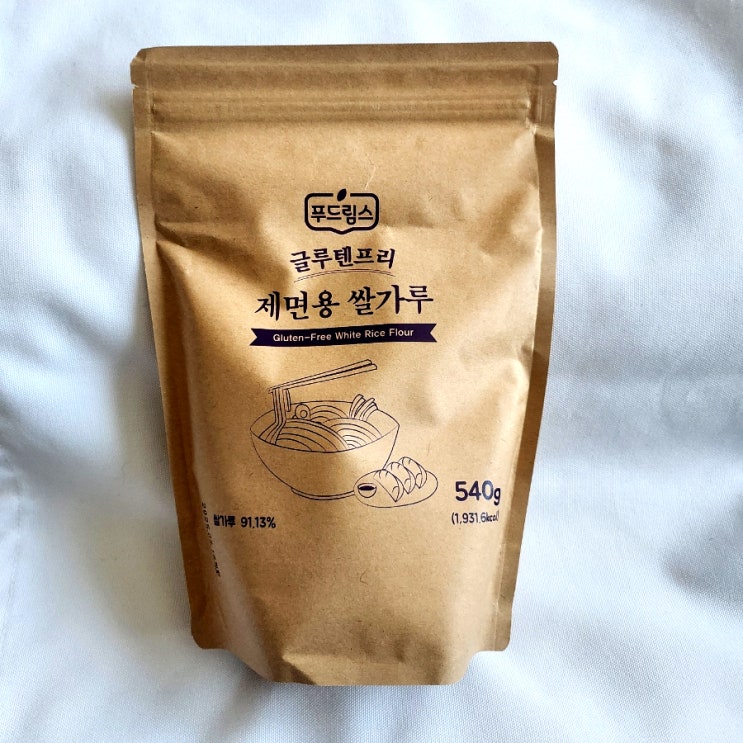 푸드림스
글루텐프리
제면용 쌀가루
Gluten-Free White Rice Flour
540g
(1,931.6kcal)
쌀가루 91.13%